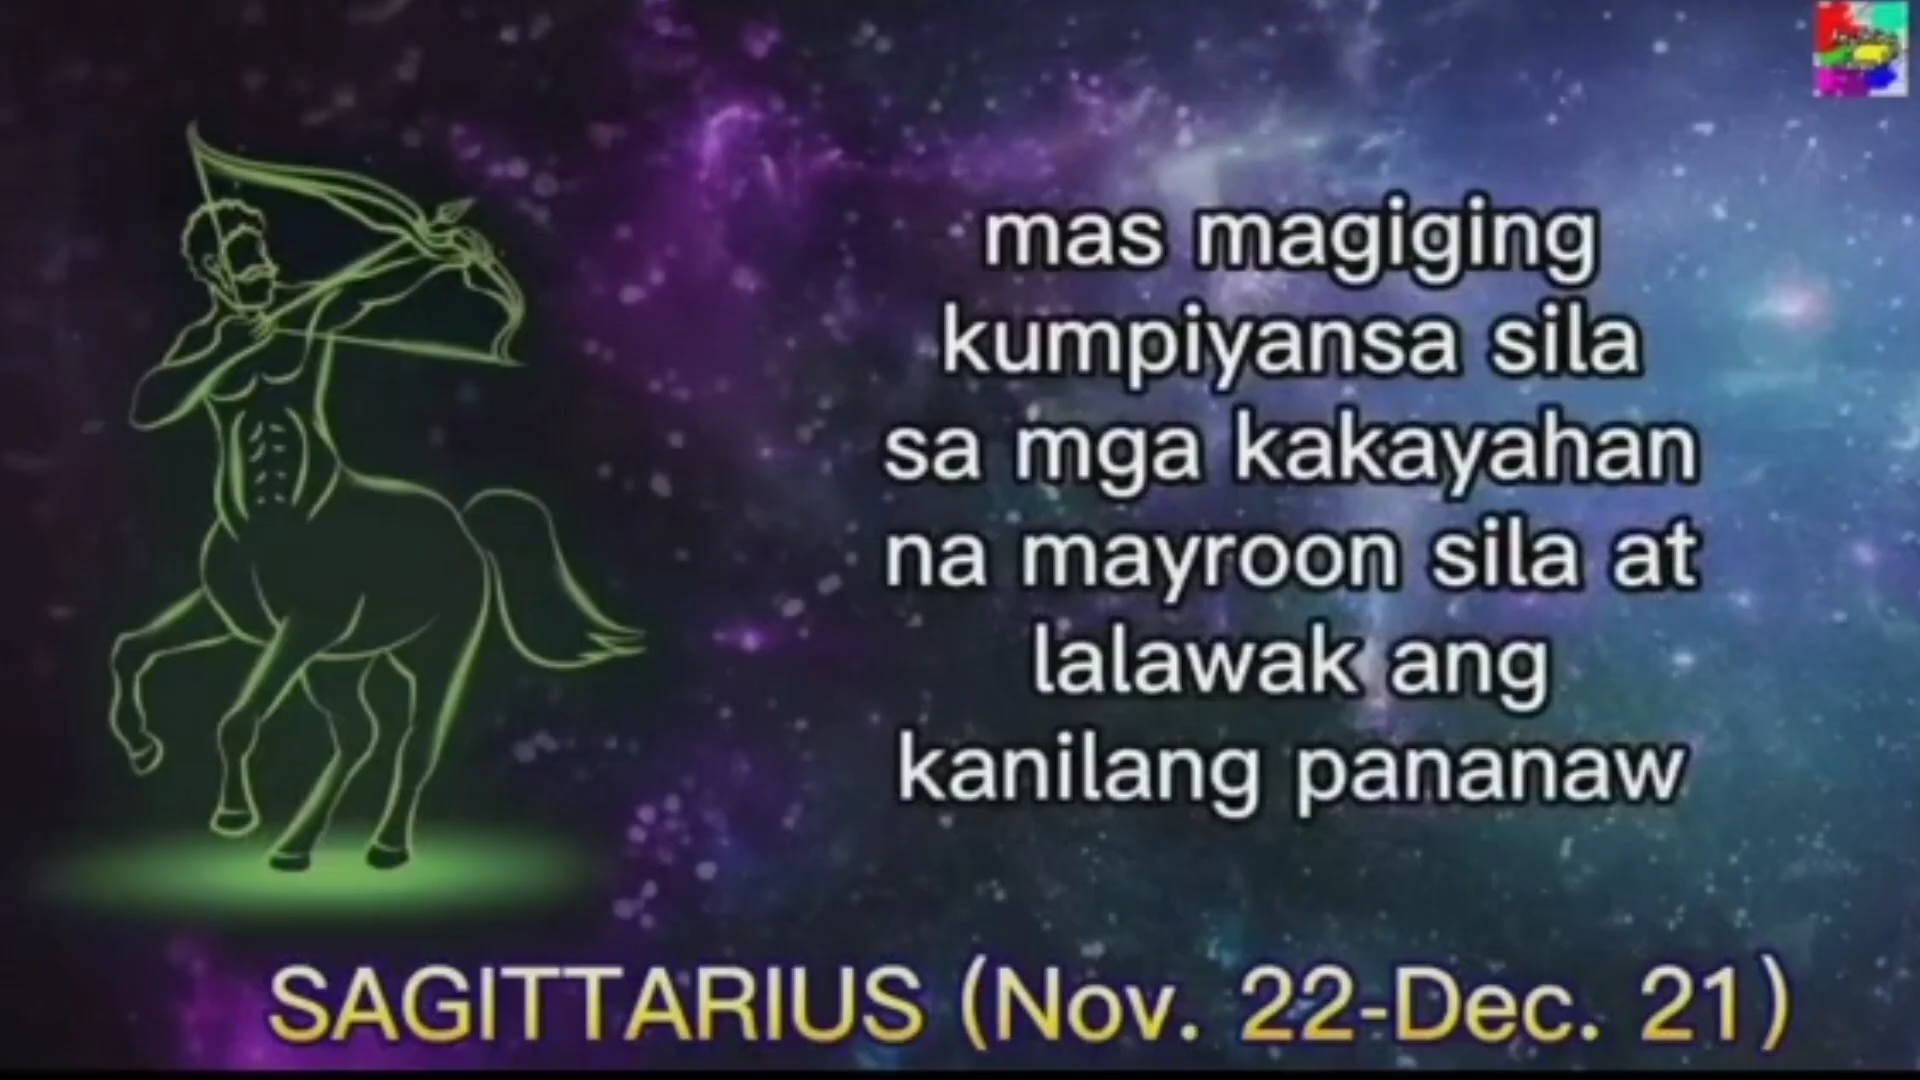 mas magiging
kumpiyansa sila
sa mga kakayahan
na mayroon sila at
lalawak ang
kanilang pananaw
SAGITTARIUS (Nov. 22-Dec. 21)